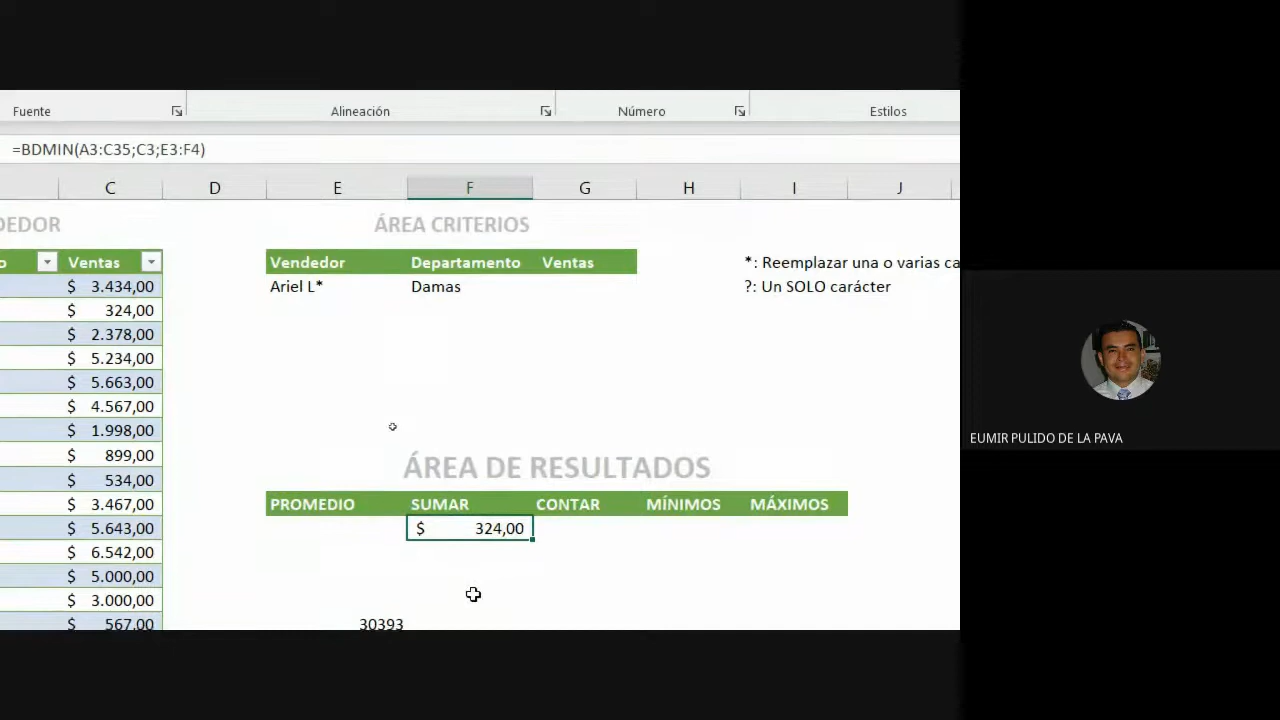 Fuente Alineación Número Estilos
=BDMIN(A3:C35;C3;E3:F4)
C D E F G H I J
DEDOR ÁREA CRITERIOS
o Ventas Vendedor Departamento Ventas *: Reemplazar una o varias ca
$ 3.434,00 Ariel L* Damas ?: Un SOLO carácter
$ 324,00
$ 2.378,00
$ 5.234,00
$ 5.663,00
$ 4.567,00
$ 1.998,00
$ 899,00
ÁREA DE RESULTADOS
$ 534,00
$ 3.467,00 PROMEDIO SUMAR CONTAR MÍNIMOS MÁXIMOS
$ 5.643,00 $ 324,00
$ 6.542,00
$ 5.000,00
$ 3.000,00
$ 567,00 30393
EUMIR PULIDO DE LA PAVA